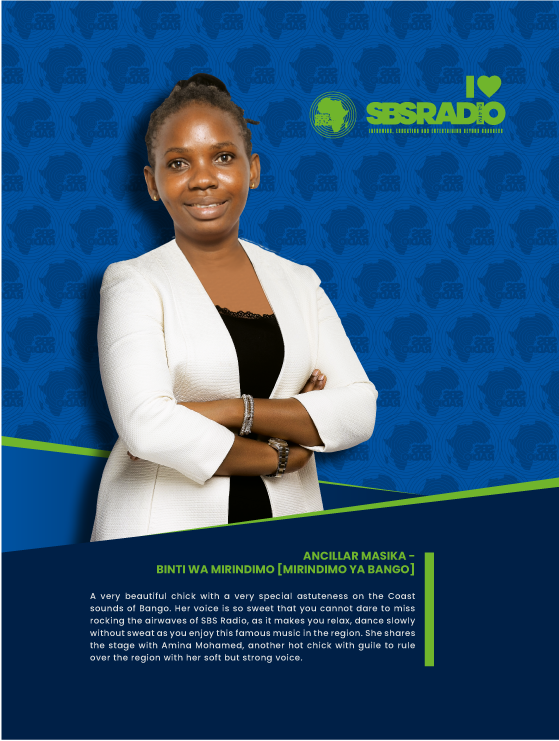 I
SBSRADIO
INFORMING, EDUCATING AND ENTERTAINING BEYOND BOARDERS
ANCILLAR MASIKA -
BINTI WA MIRINDIMO [MIRINDIMO YA BANGO]
A very beautiful chick with a very special astuteness on the Coast
sounds of Bango. Her voice is so sweet that you cannot dare to miss
rocking the airwaves of SBS Radio, as it makes you relax, dance slowly
without sweat as you enjoy this famous music in the region. She shares
the stage with Amina Mohamed, another hot chick with guile to rule
over the region with her soft but strong voice.